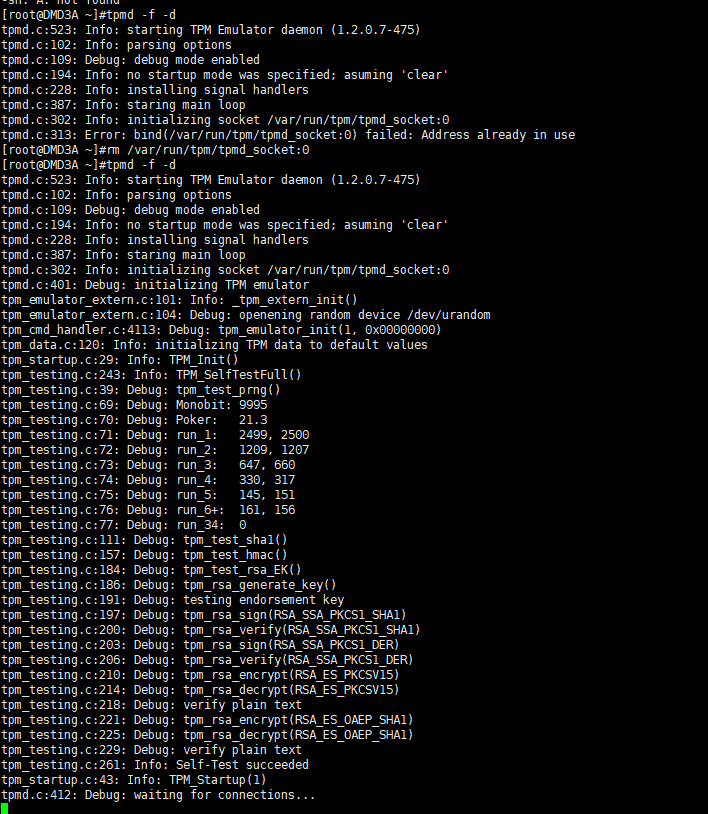 -sh: A: not found
[root@DMD3A ~]#tpmd -f -d
tpmd.c:523: Info: starting TPM Emulator daemon (1.2.0.7-475)
tpmd.c:102: Info: parsing options
tpmd.c:109: Debug: debug mode enabled
tpmd.c:194: Info: no startup mode was specified; asuming 'clear'
tpmd.c:228: Info: installing signal handlers
tpmd.c:387: Info: staring main loop
tpmd.c:302: Info: initializing socket /var/run/tpm/tpmd_socket:0
tpmd.c:313: Error: bind(/var/run/tpm/tpmd_socket:0) failed: Address already in use
[root@DMD3A ~]#rm /var/run/tpm/tpmd_socket:0
[root@DMD3A ~]#tpmd -f -d
tpmd.c:523: Info: starting TPM Emulator daemon (1.2.0.7-475)
tpmd.c:102: Info: parsing options
tpmd.c:109: Debug: debug mode enabled
tpmd.c:194: Info: no startup mode was specified; asuming 'clear'
tpmd.c:228: Info: installing signal handlers
tpmd.c:387: Info: staring main loop
tpmd.c:302: Info: initializing socket /var/run/tpm/tpmd_socket:0
tpmd.c:401: Debug: initializing TPM emulator
tpm_emulator_extern.c:101: Info: _tpm_extern_init()
tpm_emulator_extern.c:104: Debug: openening random device /dev/urandom
tpm_cmd_handler.c:4113: Debug: tpm_emulator_init(1, 0x00000000)
tpm_data.c:120: Info: initializing TPM data to default values
tpm_startup.c:29: Info: TPM_Init()
tpm_testing.c:243: Info: TPM_SelfTestFull()
tpm_testing.c:39: Debug: tpm_test_prng()
tpm_testing.c:69: Debug: Monobit: 9995
tpm_testing.c:70: Debug: Poker:   21.3
tpm_testing.c:71: Debug: run_1:   2499, 2500
tpm_testing.c:72: Debug: run_2:   1209, 1207
tpm_testing.c:73: Debug: run_3:   647, 660
tpm_testing.c:74: Debug: run_4:   330, 317
tpm_testing.c:75: Debug: run_5:   145, 151
tpm_testing.c:76: Debug: run_6+:  161, 156
tpm_testing.c:77: Debug: run_34:  0
tpm_testing.c:111: Debug: tpm_test_sha1()
tpm_testing.c:157: Debug: tpm_test_hmac()
tpm_testing.c:184: Debug: tpm_test_rsa_EK()
tpm_testing.c:186: Debug: tpm_rsa_generate_key()
tpm_testing.c:191: Debug: testing endorsement key
tpm_testing.c:197: Debug: tpm_rsa_sign(RSA_SSA_PKCS1_SHA1)
tpm_testing.c:200: Debug: tpm_rsa_verify(RSA_SSA_PKCS1_SHA1)
tpm_testing.c:203: Debug: tpm_rsa_sign(RSA_SSA_PKCS1_DER)
tpm_testing.c:206: Debug: tpm_rsa_verify(RSA_SSA_PKCS1_DER)
tpm_testing.c:210: Debug: tpm_rsa_encrypt(RSA_ES_PKCSV15)
tpm_testing.c:214: Debug: tpm_rsa_decrypt(RSA_ES_PKCSV15)
tpm_testing.c:218: Debug: verify plain text
tpm_testing.c:221: Debug: tpm_rsa_encrypt(RSA_ES_OAEP_SHA1)
tpm_testing.c:225: Debug: tpm_rsa_decrypt(RSA_ES_OAEP_SHA1)
tpm_testing.c:229: Debug: verify plain text
tpm_testing.c:261: Info: Self-Test succeeded
tpm_startup.c:43: Info: TPM_Startup(1)
tpmd.c:412: Debug: waiting for connections...